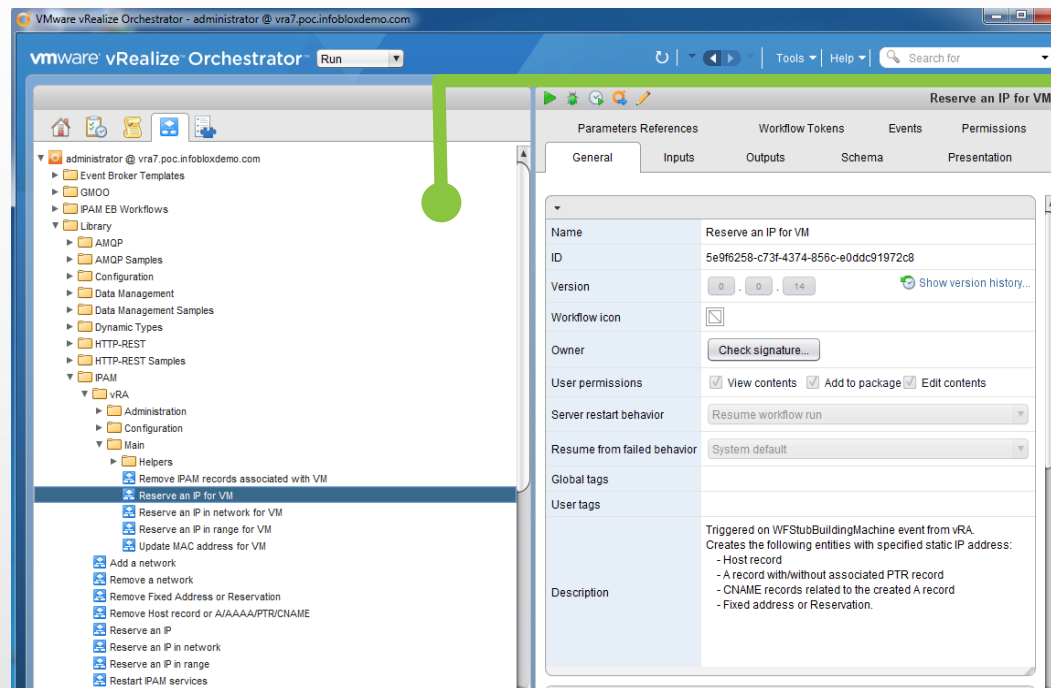 VMware vRealize Orchestrator - administrator @ vra7.poc.infobloxdemo.com
vmware vRealize Orchestrator Run
Tools Help Search for
Reserve an IP for VM
Parameters References Workflow Tokens Events Permissions
General Inputs Outputs Schema Presentation
administrator @ vra7.poc.infobloxdemo.com
Event Broker Templates
GMOO
IPAM EB Workflows
Library
AMQP
AMQP Samples
Configuration
Data Management
Data Management Samples
Dynamic Types
HTTP-REST
HTTP-REST Samples
IPAM
vRA
Administration
Configuration
Main
Helpers
Remove IPAM records associated with VM
Reserve an IP for VM
Reserve an IP in network for VM
Reserve an IP in range for VM
Update MAC address for VM
Add a network
Remove a network
Remove Fixed Address or Reservation
Remove Host record or A/AAAA/PTR/CNAME
Reserve an IP
Reserve an IP in network
Reserve an IP in range
Restart IPAM services
Name Reserve an IP for VM
ID 5e9f6258-c73f-4374-856c-e0ddc91972c8
Version 0 . 0 . 14 Show version history...
Workflow icon
Owner Check signature...
User permissions View contents Add to package Edit contents
Server restart behavior Resume workflow run
Resume from failed behavior System default
Global tags
User tags
Description
Triggered on WFStubBuildingMachine event from vRA.
Creates the following entities with specified static IP address:
- Host record
- A record with/without associated PTR record
- CNAME records related to the created A record
- Fixed address or Reservation.